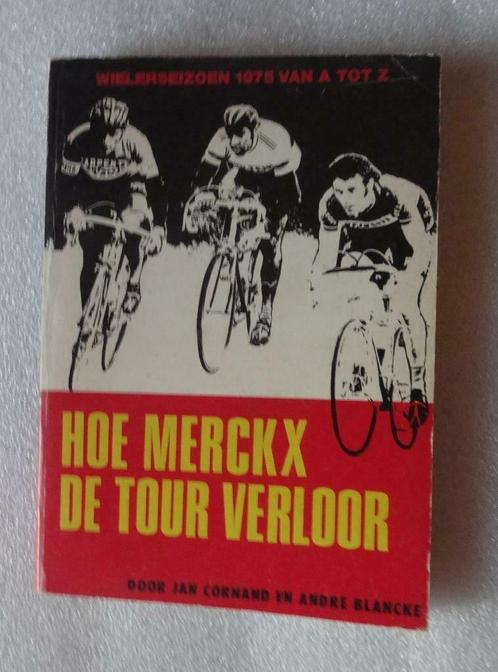 WIELERSEIZOEN 1975 VAN A TOT Z
HOE MERCKX
DE TOUR VERLOOR
DOOR JAN CORNAND EN ANDRE BLANCKE